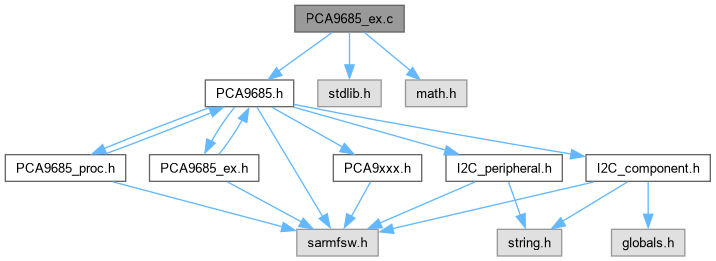 PCA9685_ex.c
PCA9685.h
stdlib.h
math.h
PCA9685_proc.h
PCA9685_ex.h
PCA9xxx.h
I2C_peripheral.h
I2C_component.h
sarmfsw.h
string.h
globals.h